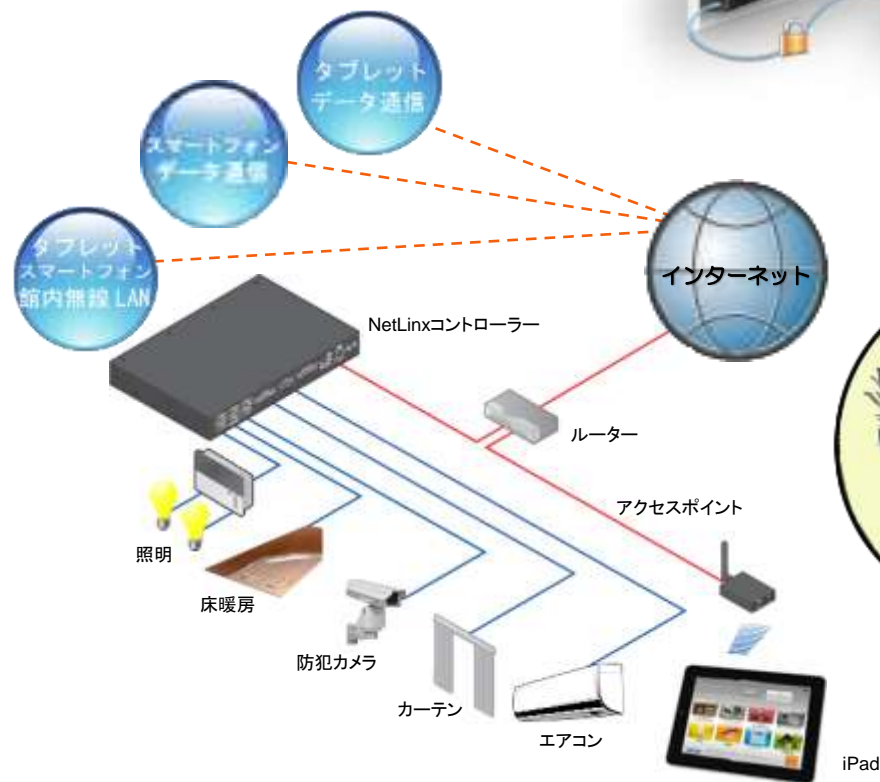 タブレット
データ通信
スマートフォン
データ通信
タブレット
スマートフォン
館内無線 LAN
インターネット
NetLinxコントローラー
ルーター
アクセスポイント
照明
床暖房
防犯カメラ
カーテン
エアコン
iPad